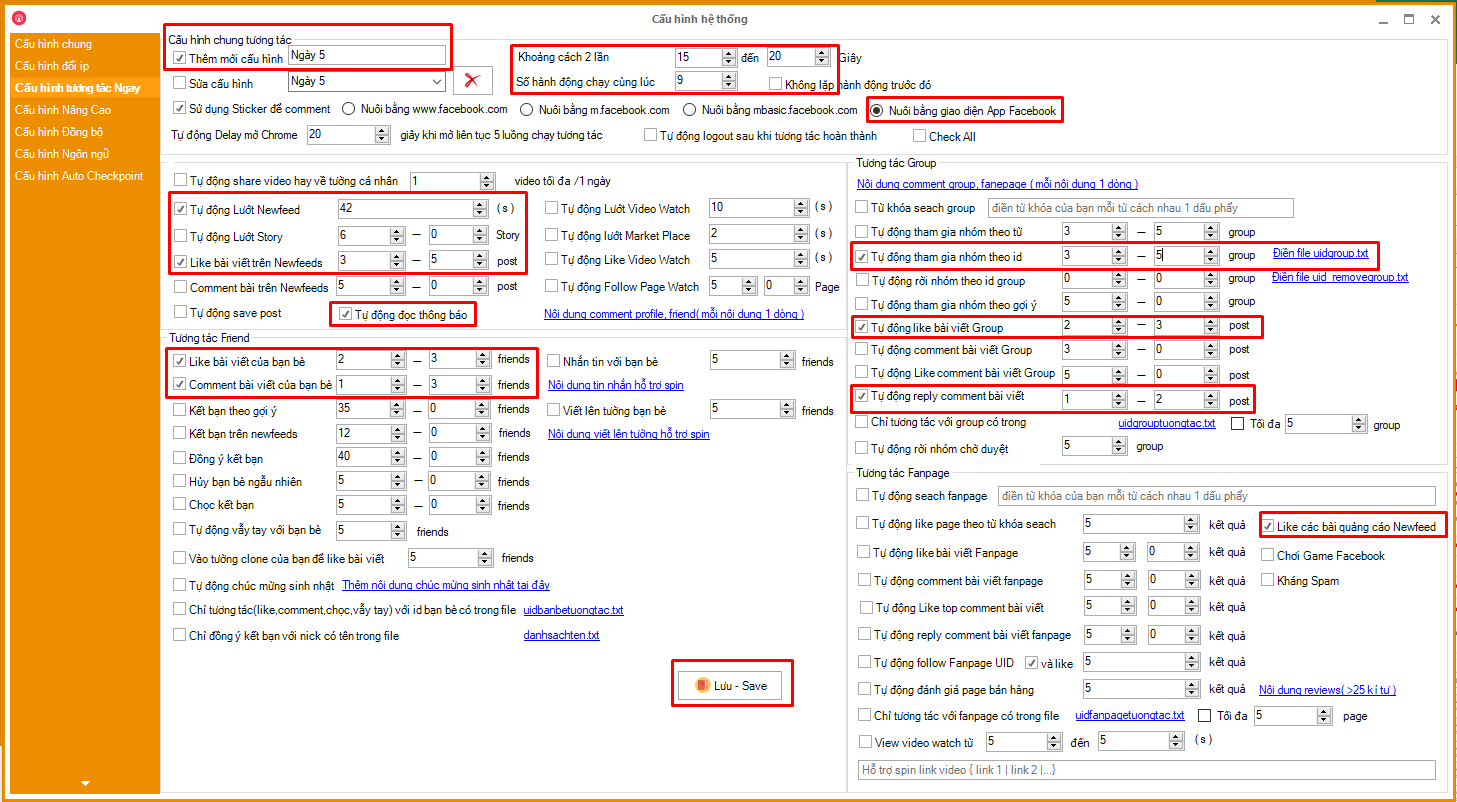 Cấu hình hệ thống
Cấu hình chung
Cấu hình đổi ip
Cấu hình tương tác Ngay
Cấu hình Nâng Cao
Cấu hình Đồng bộ
Cấu hình Ngôn ngữ
Cấu hình Auto Checkpoint
Cấu hình chung tương tác
Thêm mới cấu hình Ngày 5
Khoảng cách 2 lần 15 đến 20 Giây
Sửa cấu hình Ngày 5
Số hành động chạy cùng lúc 9 Không lặp hành động trước đó
Sử dụng Sticker để comment Nuôi bằng www.facebook.com Nuôi bằng m.facebook.com Nuôi bằng mbasic.facebook.com Nuôi bằng giao diện App Facebook
Tự động Delay mở Chrome 20 giây khi mở liên tục 5 luồng chạy tương tác Tự động logout sau khi tương tác hoàn thành Check All
Tự động share video hay về tường cá nhân 1 video tối đa /1 ngày
Tự động Lướt Newfeed 42 ( s ) Tự động Lướt Video Watch 10 ( s )
Tự động Lướt Story 6 – 0 Story Tự động lướt Market Place 2 ( s )
Like bài viết trên Newfeeds 3 – 5 post Tự động Like Video Watch 5 ( s )
Comment bài trên Newfeeds 5 – 0 post Tự động Follow Page Watch 5 0 Page
Tự động save post Tự động đọc thông báo Nội dung comment profile, friend( mỗi nội dung 1 dòng )
Tương tác Friend
Like bài viết của bạn bè 2 – 3 friends Nhắn tin với bạn bè 5 friends
Comment bài viết của bạn bè 1 – 3 friends Nội dung tin nhắn hỗ trợ spin
Kết bạn theo gợi ý 35 – 0 friends Viết lên tường bạn bè 5 friends
Kết bạn trên newfeeds 12 – 0 friends Nội dung viết lên tường hỗ trợ spin
Đồng ý kết bạn 40 – 0 friends
Hủy bạn bè ngẫu nhiên 5 – 0 friends
Chọc kết bạn 5 – 0 friends
Tự động vẫy tay với bạn bè 5 friends
Vào tường clone của bạn để like bài viết 5 friends
Tự động chúc mừng sinh nhật Thêm nội dung chúc mừng sinh nhật tại đây
Chỉ tương tác(like,comment,chọc,vẫy tay) với id bạn bè có trong file uidbanbetuongtac.txt
Chỉ đồng ý kết bạn với nick có tên trong file danhsachten.txt
Lưu - Save
Tương tác Group
Nội dung comment group, fanepage ( mỗi nội dung 1 dòng )
Từ khóa seach group điền từ khóa của bạn mỗi từ cách nhau 1 dấu phẩy
Tự động tham gia nhóm theo từ 3 – 5 group
Tự động tham gia nhóm theo id 3 – 5 group Điền file uidgroup.txt
Tự động rời nhóm theo id group 0 – 0 group Điền file uid_removegroup.txt
Tự động tham gia nhóm theo gợi ý 5 – 0 group
Tự động like bài viết Group 2 – 3 post
Tự động comment bài viết Group 3 – 0 post
Tự động Like comment bài viết Group 5 – 0 post
Tự động reply comment bài viết 1 – 2 post
Chỉ tương tác với group có trong uidgrouptuongtac.txt Tối đa 5 group
Tự động rời nhóm chờ duyệt 5 group
Tương tác Fanpage
Tự động seach fanpage điền từ khóa của bạn mỗi từ cách nhau 1 dấu phẩy
Tự động like page theo từ khóa seach 5 kết quả Like các bài quảng cáo Newfeed
Tự động like bài viết Fanpage 5 0 kết quả Chơi Game Facebook
Tự động comment bài viết fanpage 5 0 kết quả Kháng Spam
Tự động Like top comment bài viết 5 0 kết quả
Tự động reply comment bài viết fanpage 5 0 kết quả
Tự động follow Fanpage UID và like 5 kết quả
Tự động đánh giá page bán hàng 5 kết quả Nội dung reviews( >25 kí tự )
Chỉ tương tác với fanpage có trong file uidfanpagetuongtac.txt Tối đa 5 page
View video watch từ 5 đến 5 ( s )
Hỗ trợ spin link video { link 1 | link 2 |...}